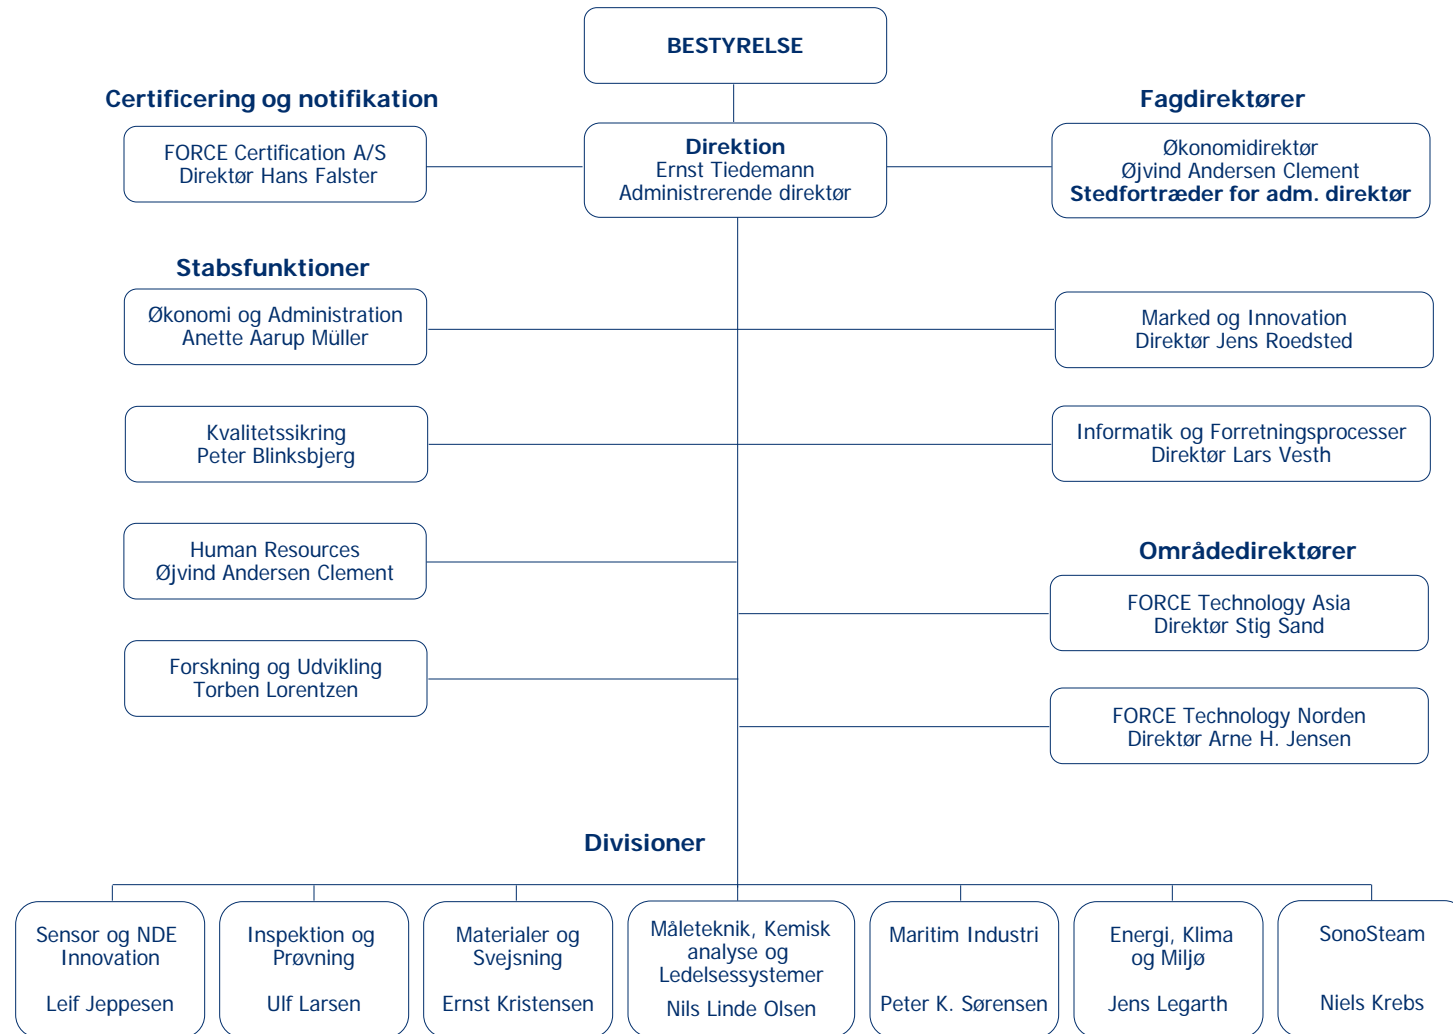 BESTYRELSE
Certificering og notifikation
FORCE Certification A/S
Direktør Hans Falster
Direktion
Ernst Tiedemann
Administrerende direktør
Fagdirektører
Økonomidirektør
Øjvind Andersen Clement
Stedfortræder for adm. direktør
Stabsfunktioner
Økonomi og Administration
Anette Aarup Müller
Marked og Innovation
Direktør Jens Roedsted
Kvalitetssikring
Peter Blinksbjerg
Informatik og Forretningsprocesser
Direktør Lars Vesth
Human Resources
Øjvind Andersen Clement
Områdedirektører
FORCE Technology Asia
Direktør Stig Sand
Forskning og Udvikling
Torben Lorentzen
FORCE Technology Norden
Direktør Arne H. Jensen
Divisioner
Sensor og NDE
Innovation
Leif Jeppesen
Inspektion og
Prøvning
Ulf Larsen
Materialer og
Svejsning
Ernst Kristensen
Måleteknik, Kemisk
analyse og
Ledelsessystemer
Nils Linde Olsen
Maritim Industri
Peter K. Sørensen
Energi, Klima
og Miljø
Jens Legarth
SonoSteam
Niels Krebs